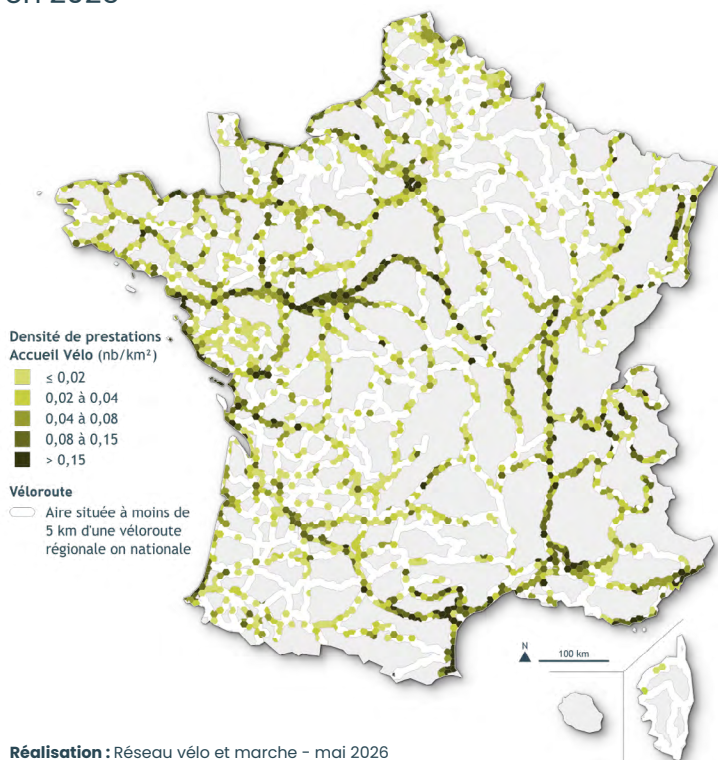 Densité de prestations
Accueil Vélo (nb/km²)
≤ 0,02
0,02 à 0,04
0,04 à 0,08
0,08 à 0,15
> 0,15
Véloroute
Aire située à moins de
5 km d'une véloroute
régionale on nationale
N
100 km
Réalisation : Réseau vélo et marche - mai 2026